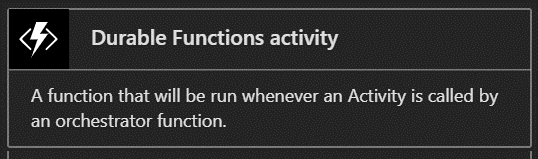 Durable Functions activity
A function that will be run whenever an Activity is called by
an orchestrator function.